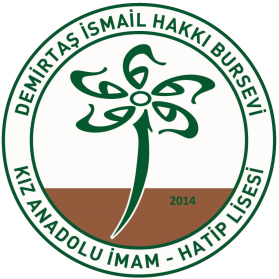 DEMİRTAŞ İSMAİL HAKKI BURSEVİ
2014
KIZ ANADOLU İMAM - HATİP LİSESİ